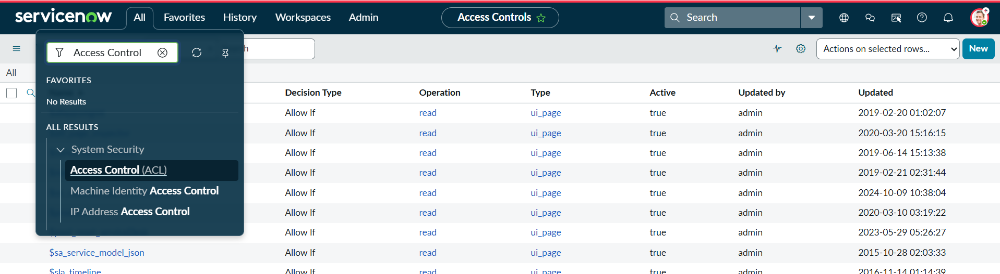 servicenow All Favorites History Workspaces Admin Access Controls Search
Access Control Actions on selected rows... New
All
FAVORITES
No Results
ALL RESULTS
System Security
Access Control (ACL)
Machine Identity Access Control
IP Address Access Control
Decision Type Operation Type Active Updated by Updated
Allow If read ui_page true admin 2019-02-20 01:02:07
Allow If read ui_page true admin 2020-03-20 15:16:15
Allow If read ui_page true admin 2019-06-14 15:13:38
Allow If read ui_page true admin 2019-02-21 02:31:44
Allow If read ui_page true admin 2024-10-09 10:38:04
Allow If read ui_page true admin 2020-03-10 03:19:22
Allow If read ui_page true admin 2023-05-29 05:26:27
$sa_service_model_json Allow If read ui_page true admin 2015-10-28 02:03:33
$sla_timeline Allow If read ui_page true admin 2016-11-14 01:14:39